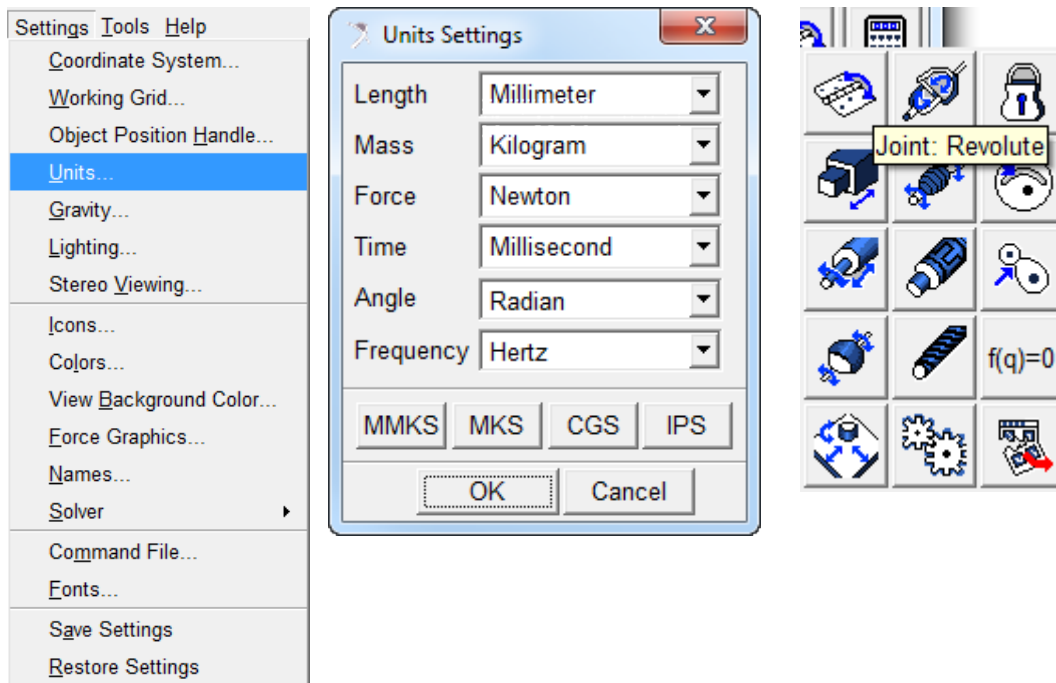 Settings Tools Help
Coordinate System...
Working Grid...
Object Position Handle...
Units...
Gravity...
Lighting...
Stereo Viewing...
Icons...
Colors...
View Background Color...
Force Graphics...
Names...
Solver
Command File...
Fonts...
Save Settings
Restore Settings
Units Settings
Length Millimeter
Mass Kilogram
Force Newton
Time Millisecond
Angle Radian
Frequency Hertz
MMKS MKS CGS IPS
OK Cancel
Joint: Revolute
f(q)=0